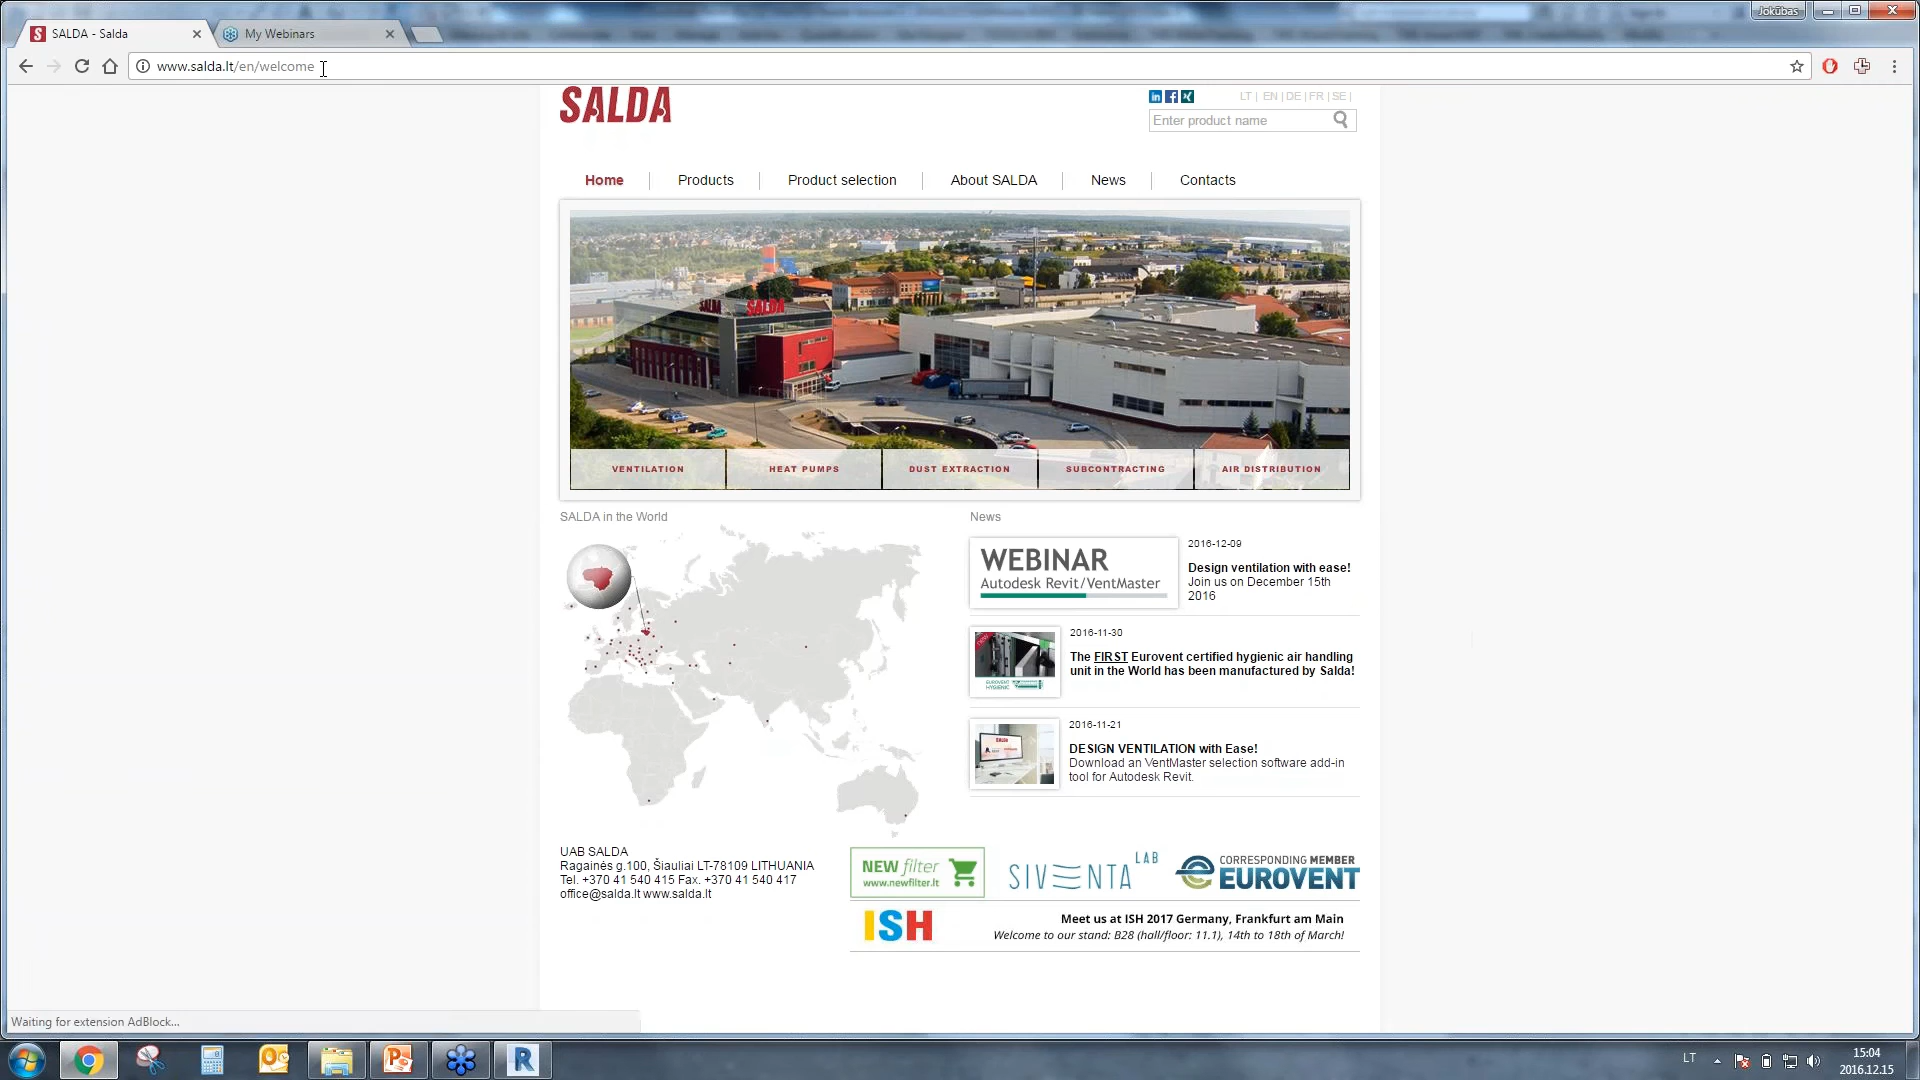 Jokūbas
SALDA - Salda
My Webinars
www.salda.lt/en/welcome
SALDA
LT | EN | DE | FR | SE |
Enter product name
Home
Products
Product selection
About SALDA
News
Contacts
SALDA
SALDA
VENTILATION
HEAT PUMPS
DUST EXTRACTION
SUBCONTRACTING
AIR DISTRIBUTION
SALDA in the World
News
WEBINAR
Autodesk Revit/VentMaster
2016-12-09
Design ventilation with ease!
Join us on December 15th
2016
2016-11-30
The FIRST Eurovent certified hygienic air handling
unit in the World has been manufactured by Salda!
2016-11-21
DESIGN VENTILATION with Ease!
Download an VentMaster selection software add-in
tool for Autodesk Revit.
UAB SALDA
Ragainės g.100, Šiauliai LT-78109 LITHUANIA
Tel. +370 41 540 415 Fax. +370 41 540 417
office@salda.lt www.salda.lt
NEW filter
www.newfilter.lt
SIVENTA LAB
CORRESPONDING MEMBER
EUROVENT
ISH
Meet us at ISH 2017 Germany, Frankfurt am Main
Welcome to our stand: B28 (hall/floor: 11.1), 14th to 18th of March!
Waiting for extension AdBlock...
LT
15:04
2016.12.15